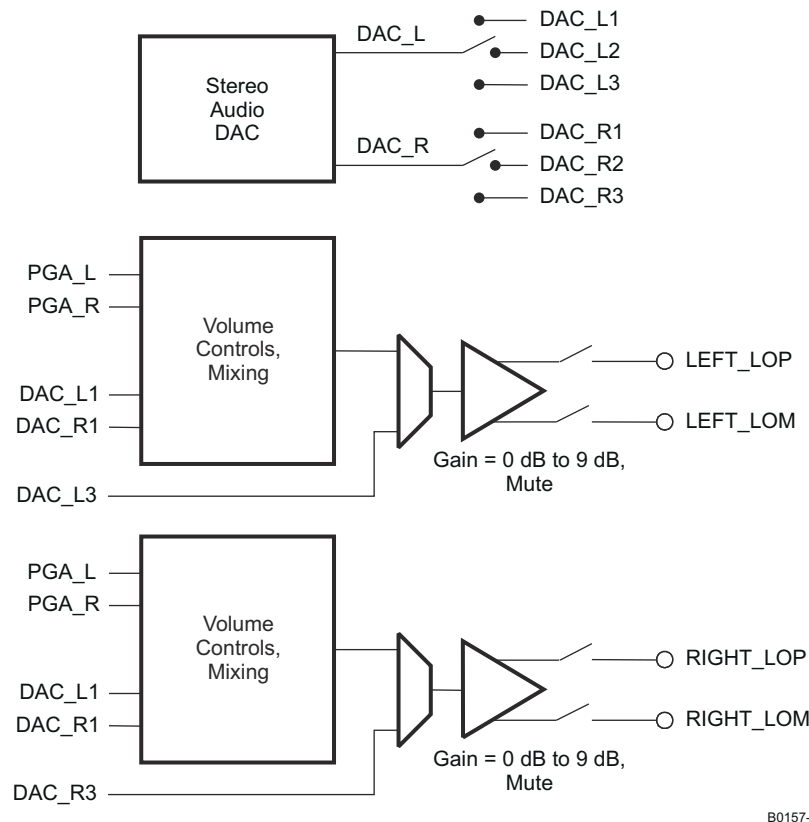 DAC_L1
DAC_L
DAC_L2
DAC_L3
Stereo
Audio
DAC
DAC_R1
DAC_R
DAC_R2
DAC_R3
PGA_L
PGA_R
Volume
Controls,
Mixing
DAC_L1
DAC_R1
DAC_L3
LEFT_LOP
LEFT_LOM
Gain = 0 dB to 9 dB,
Mute
PGA_L
PGA_R
Volume
Controls,
Mixing
DAC_L1
DAC_R1
DAC_R3
RIGHT_LOP
RIGHT_LOM
Gain = 0 dB to 9 dB,
Mute
B0157-